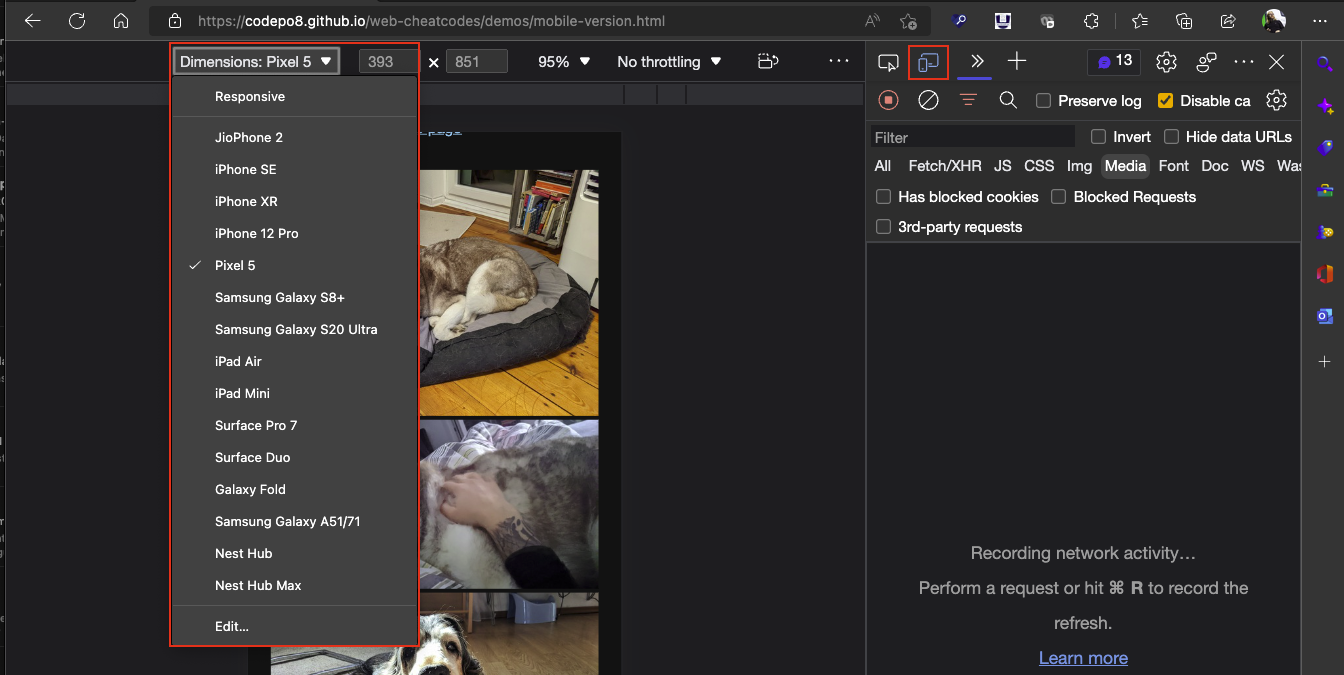 https://codepo8.github.io/web-cheatcodes/demos/mobile-version.html
Dimensions: Pixel 5 ▼ 393 × 851 95% ▼ No throttling ▼
13
Responsive
JioPhone 2
iPhone SE
iPhone XR
iPhone 12 Pro
Pixel 5
Samsung Galaxy S8+
Samsung Galaxy S20 Ultra
iPad Air
iPad Mini
Surface Pro 7
Surface Duo
Galaxy Fold
Samsung Galaxy A51/71
Nest Hub
Nest Hub Max
Edit...
page
Preserve log Disable ca
Filter Invert Hide data URLs
All Fetch/XHR JS CSS Img Media Font Doc WS Was
Has blocked cookies Blocked Requests
3rd-party requests
Recording network activity…
Perform a request or hit ⌘ R to record the
refresh.
Learn more